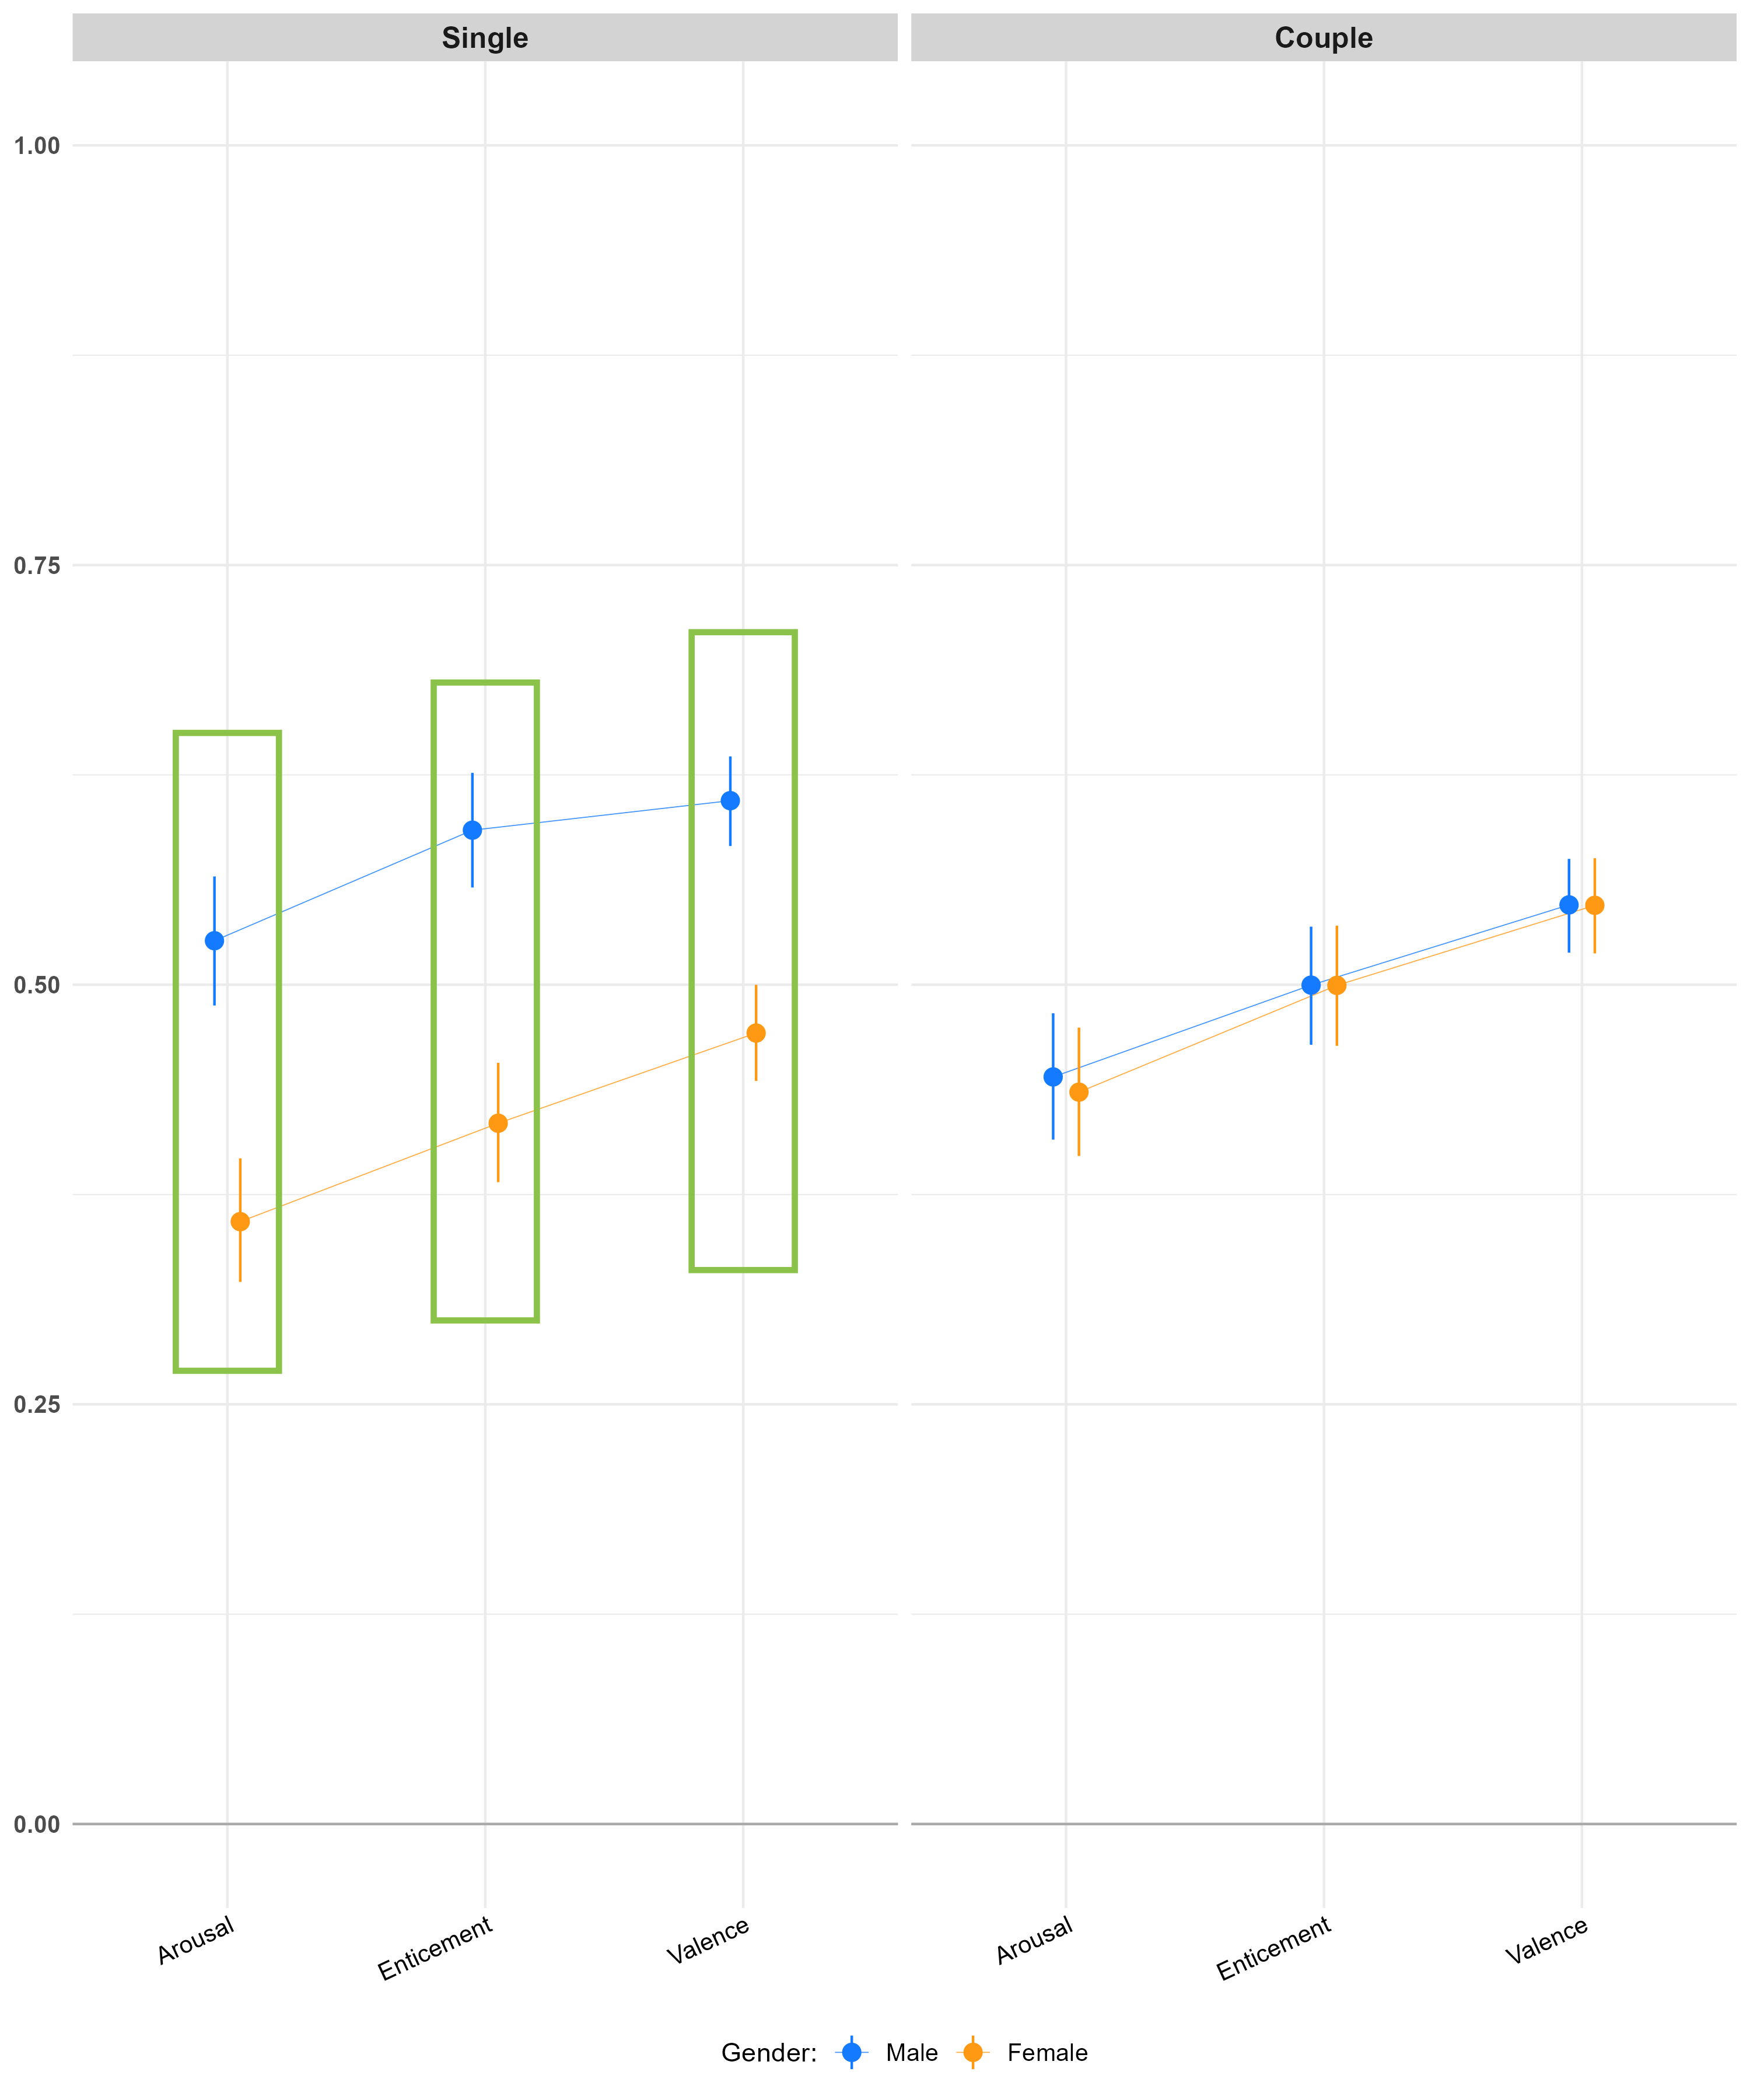 Single
Couple
1.00
0.75
0.50
0.25
0.00
Arousal
Enticement
Valence
Arousal
Enticement
Valence
Gender: Male Female